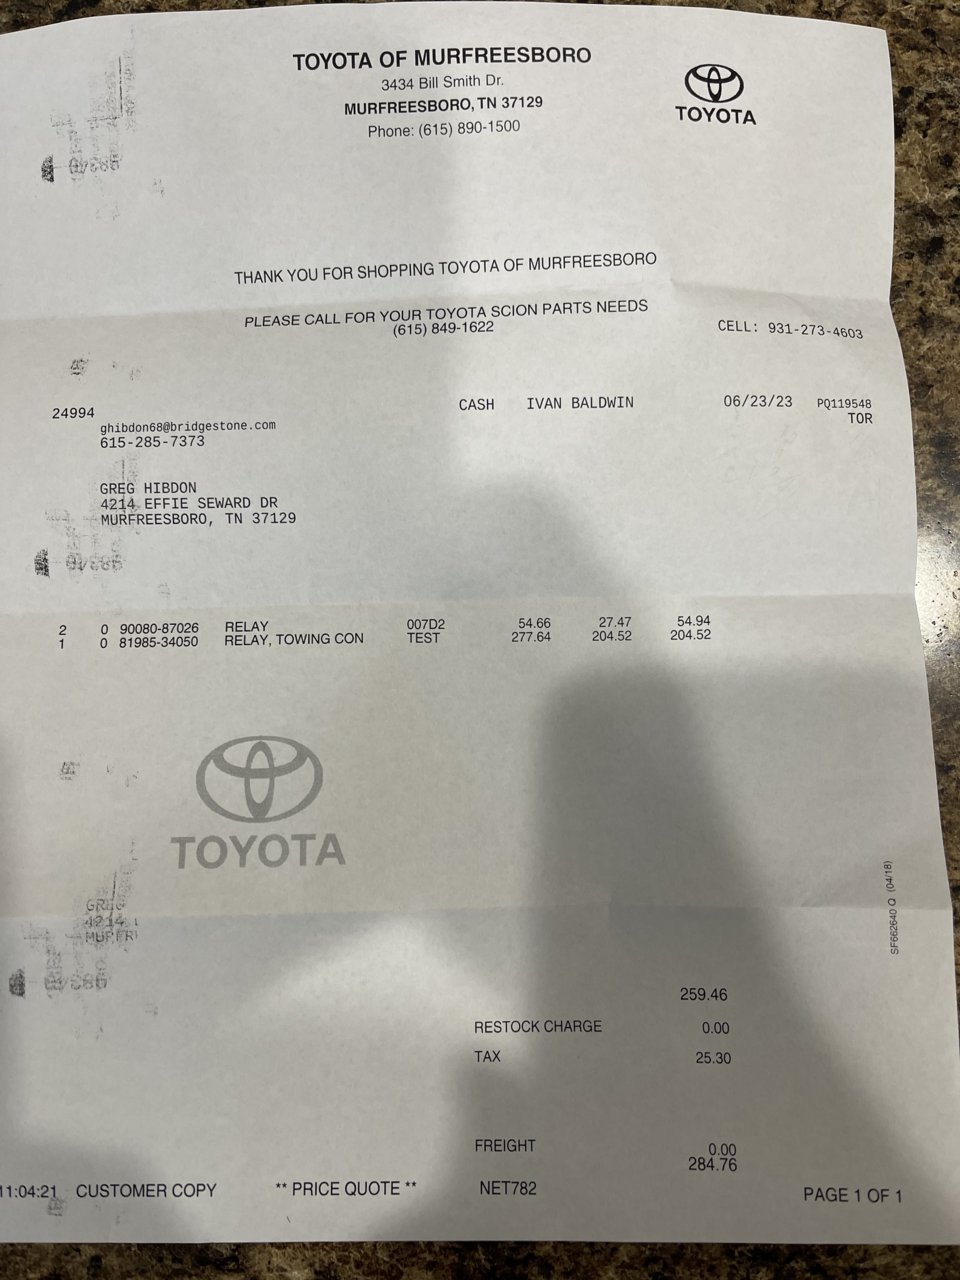 TOYOTA OF MURFREESBORO
3434 Bill Smith Dr.
MURFREESBORO, TN 37129
Phone: (615) 890-1500
TOYOTA
THANK YOU FOR SHOPPING TOYOTA OF MURFREESBORO
PLEASE CALL FOR YOUR TOYOTA SCION PARTS NEEDS
(615) 849-1622
CELL: 931-273-4603
24994 CASH IVAN BALDWIN 06/23/23 PQ119548
TOR
ghibdon68@bridgestone.com
615-285-7373
GREG HIBDON
4214 EFFIE SEWARD DR
MURFREESBORO, TN 37129
2 0 90080-87026 RELAY 007D2 54.66 27.47 54.94
1 0 81985-34050 RELAY, TOWING CON TEST 277.64 204.52 204.52
TOYOTA
SF662640 Q (04/18)
GREG
4214
259.46
RESTOCK CHARGE 0.00
TAX 25.30
FREIGHT 0.00
284.76
11:04:21 CUSTOMER COPY ** PRICE QUOTE ** NET782 PAGE 1 OF 1